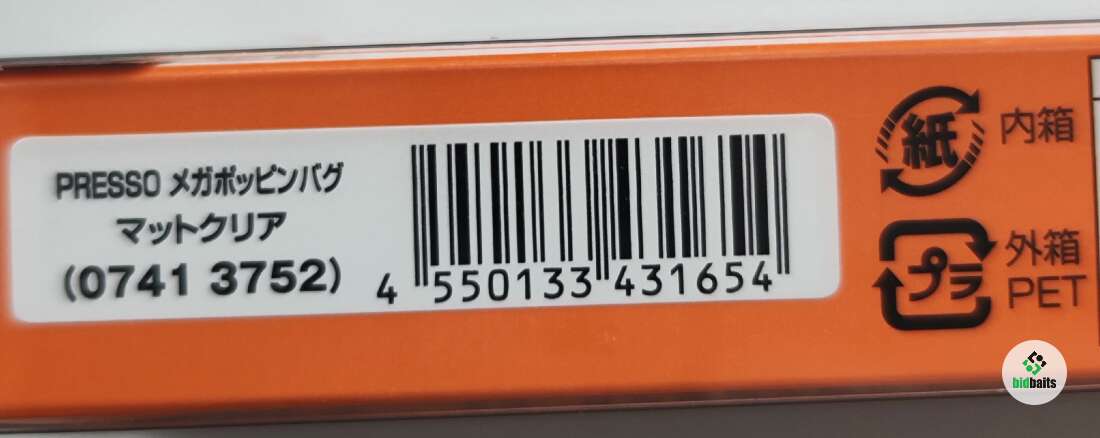 PRESSO メガポッピンバグ
マットクリア
(0741 3752)
4 550133 431654
紙 内箱
プラ 外箱
PET
bidbaits